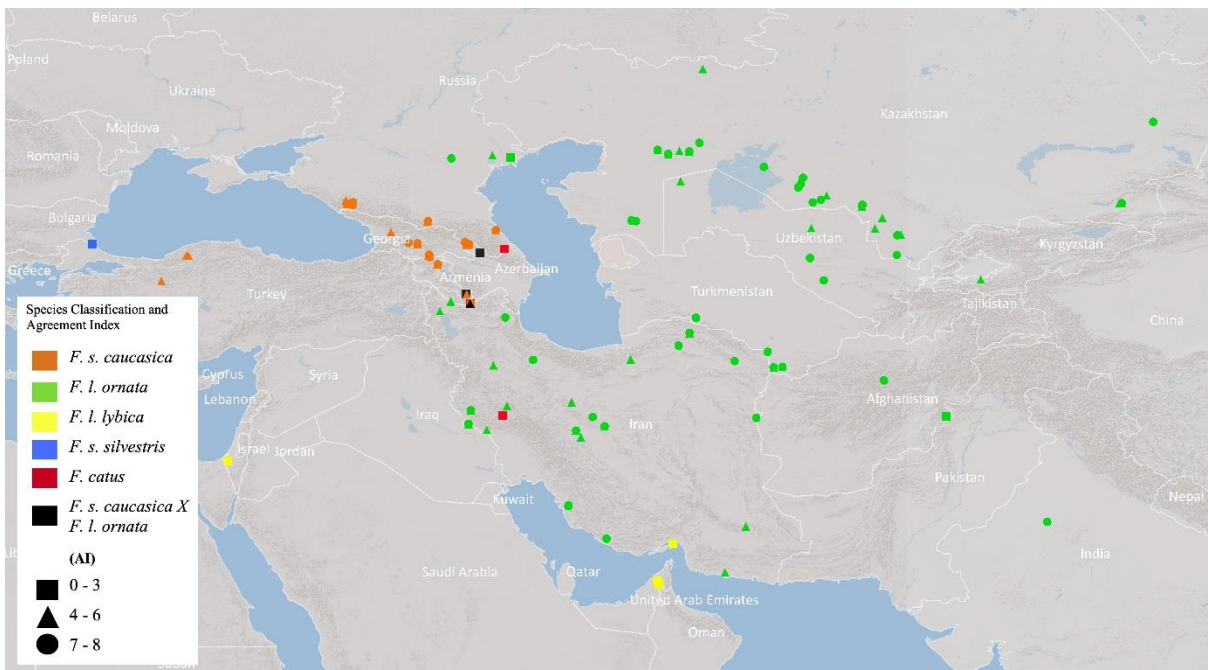 Belarus
Poland
Ukraine
Russia
Kazakhstan
Moldova
Romania
Bulgaria
Georgia
Uzbekistan
Kyrgyzstan
Greece
Azerbaijan
Armenia
Turkey
Turkmenistan
Tajikistan
China
Species Classification and
Agreement Index
F. s. caucasica
F. l. ornata
F. l. lybica
F. s. silvestris
F. catus
F. s. caucasica X
F. l. ornata
(AI)
0 - 3
4 - 6
7 - 8
Cyprus
Syria
Lebanon
Iraq
Iran
Afghanistan
Israel
Jordan
Pakistan
Kuwait
Nepal
India
Saudi Arabia
Qatar
United Arab Emirates
Oman